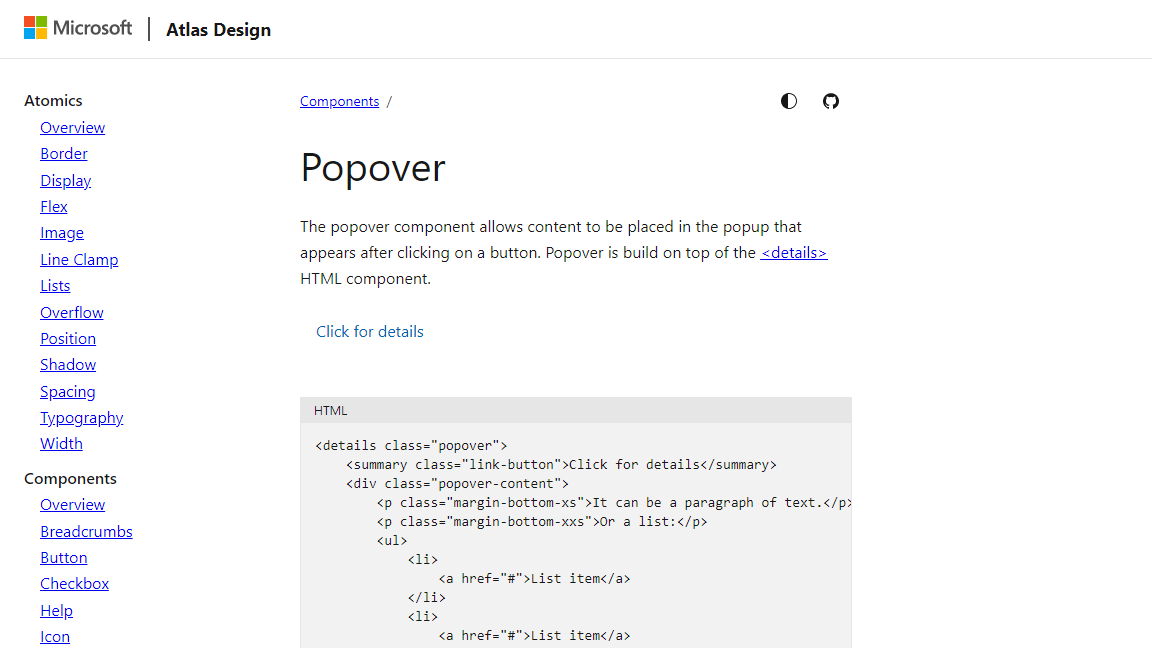 Microsoft | Atlas Design
Atomics
Overview
Border
Display
Flex
Image
Line Clamp
Lists
Overflow
Position
Shadow
Spacing
Typography
Width
Components
Overview
Breadcrumbs
Button
Checkbox
Help
Icon
Components /
Popover
The popover component allows content to be placed in the popup that
appears after clicking on a button. Popover is build on top of the <details>
HTML component.
Click for details
HTML
<details class="popover">
    <summary class="link-button">Click for details</summary>
    <div class="popover-content">
        <p class="margin-bottom-xs">It can be a paragraph of text.</p>
        <p class="margin-bottom-xxs">Or a list:</p>
        <ul>
            <li>
                <a href="#">List item</a>
            </li>
            <li>
                <a href="#">List item</a>